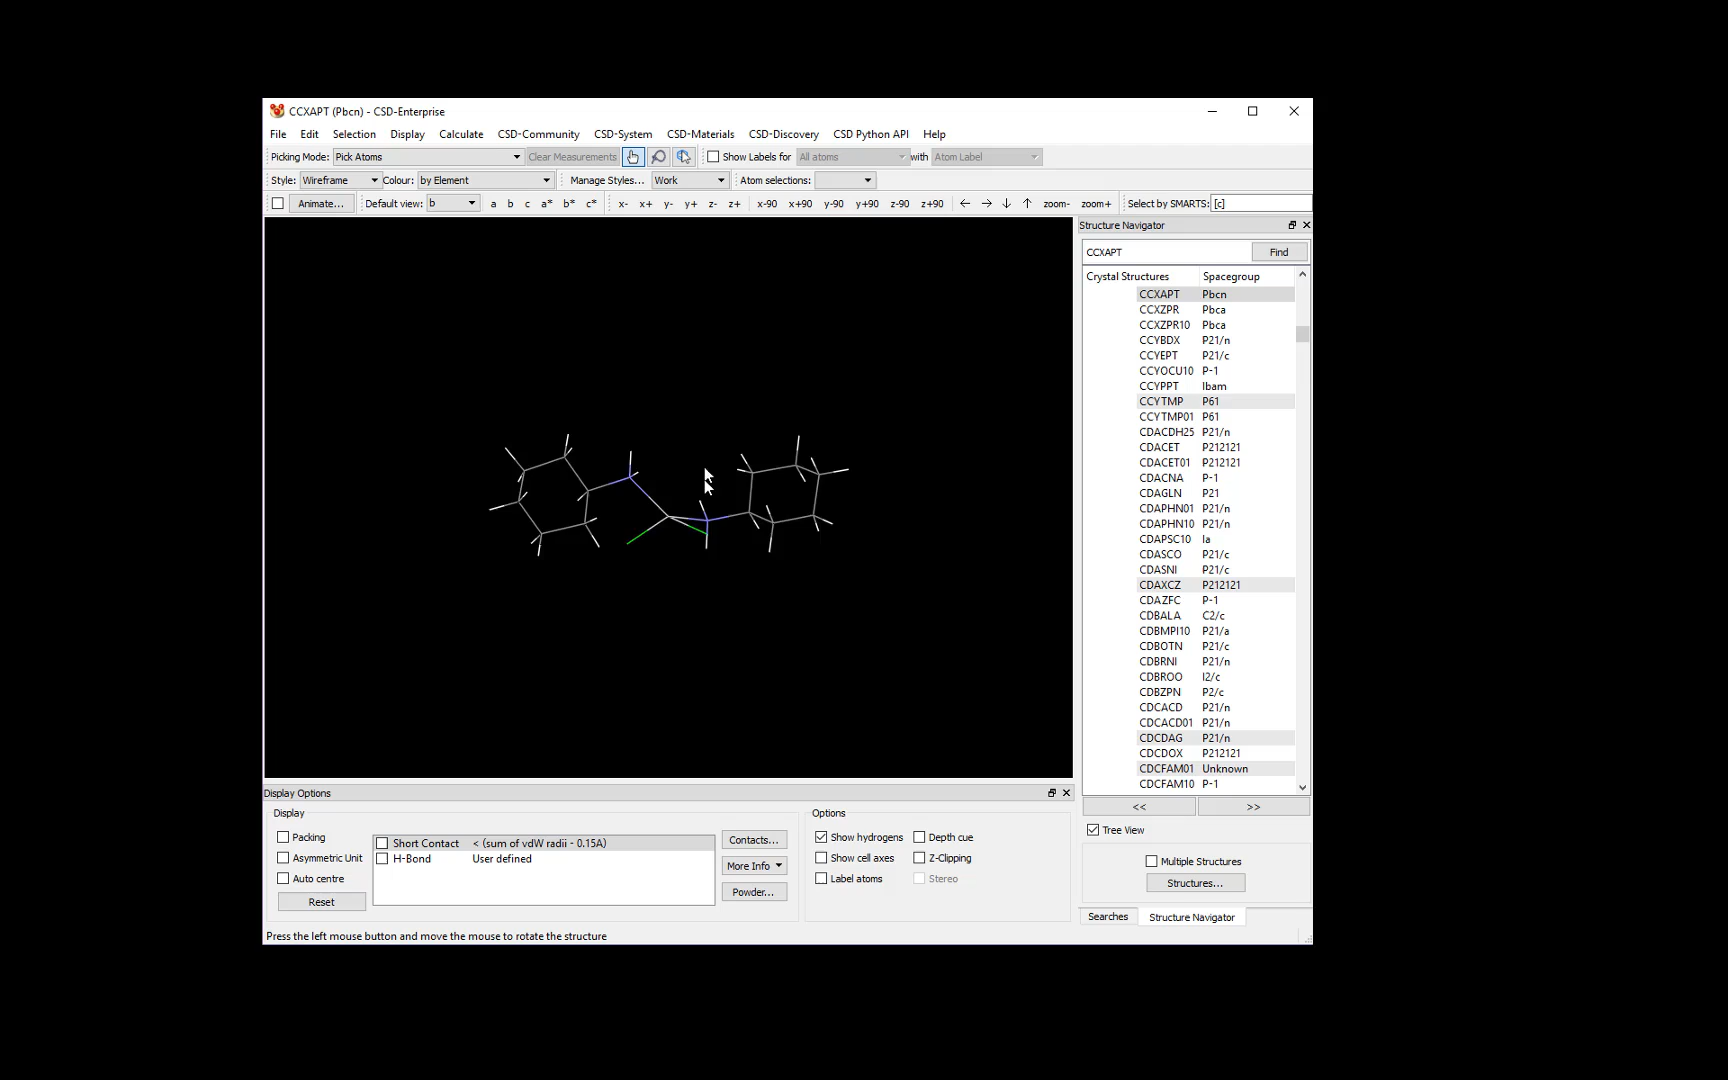 CCXAPT (Pbcn) - CSD-Enterprise
File Edit Selection Display Calculate CSD-Community CSD-System CSD-Materials CSD-Discovery CSD Python API Help
Picking Mode: Pick Atoms Clear Measurements Show Labels for All atoms with Atom Label
Style: Wireframe Colour: by Element Manage Styles... Work Atom selections:
Animate... Default view: b a b c a* b* c* x- x+ y- y+ z- z+ x-90 x+90 y-90 y+90 z-90 z+90 ← → ↓ ↑ zoom- zoom+ Select by SMARTS: [c]
Structure Navigator
CCXAPT Find
Crystal Structures Spacegroup
CCXAPT Pbcn
CCXZPR Pbca
CCXZPR10 Pbca
CCYBDX P21/n
CCYEPT P21/c
CCYOCU10 P-1
CCYPPT Ibam
CCYTMP P61
CCYTMP01 P61
CDACDH25 P21/n
CDACET P212121
CDACET01 P212121
CDACNA P-1
CDAGLN P21
CDAPHN01 P21/n
CDAPHN10 P21/n
CDAPSC10 Ia
CDASCO P21/c
CDASNI P21/c
CDAXCZ P212121
CDAZFC P-1
CDBALA C2/c
CDBMPI10 P21/a
CDBOTN P21/c
CDBRNI P21/n
CDBROO I2/c
CDBZPN P2/c
CDCACD P21/n
CDCACD01 P21/n
CDCDAG P21/n
CDCDOX P212121
CDCFAM01 Unknown
CDCFAM10 P-1
<< >>
Tree View
Multiple Structures
Structures...
Searches Structure Navigator
Display Options
Display
Packing
Asymmetric Unit
Auto centre
Reset
Short Contact < (sum of vdW radii - 0.15A)
H-Bond User defined
Contacts...
More Info
Powder...
Options
Show hydrogens Depth cue
Show cell axes Z-Clipping
Label atoms Stereo
Press the left mouse button and move the mouse to rotate the structure